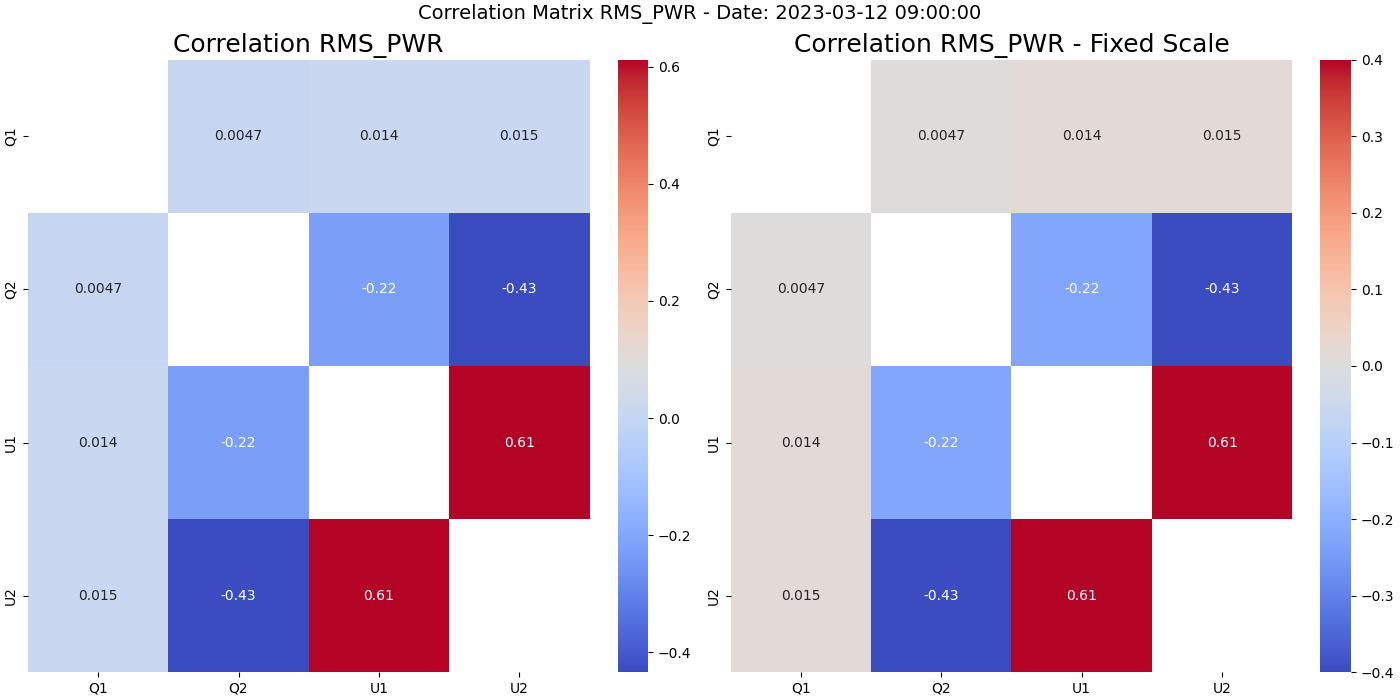 Correlation Matrix RMS_PWR - Date: 2023-03-12 09:00:00
Correlation RMS_PWR
Q1
0.0047
0.014
0.015
Q2
0.0047
-0.22
-0.43
U1
0.014
-0.22
0.61
U2
0.015
-0.43
0.61
Q1
Q2
U1
U2
0.6
0.4
0.2
0.0
−0.2
−0.4
Correlation RMS_PWR - Fixed Scale
Q1
0.0047
0.014
0.015
Q2
0.0047
-0.22
-0.43
U1
0.014
-0.22
0.61
U2
0.015
-0.43
0.61
Q1
Q2
U1
U2
0.4
0.3
0.2
0.1
0.0
−0.1
−0.2
−0.3
−0.4